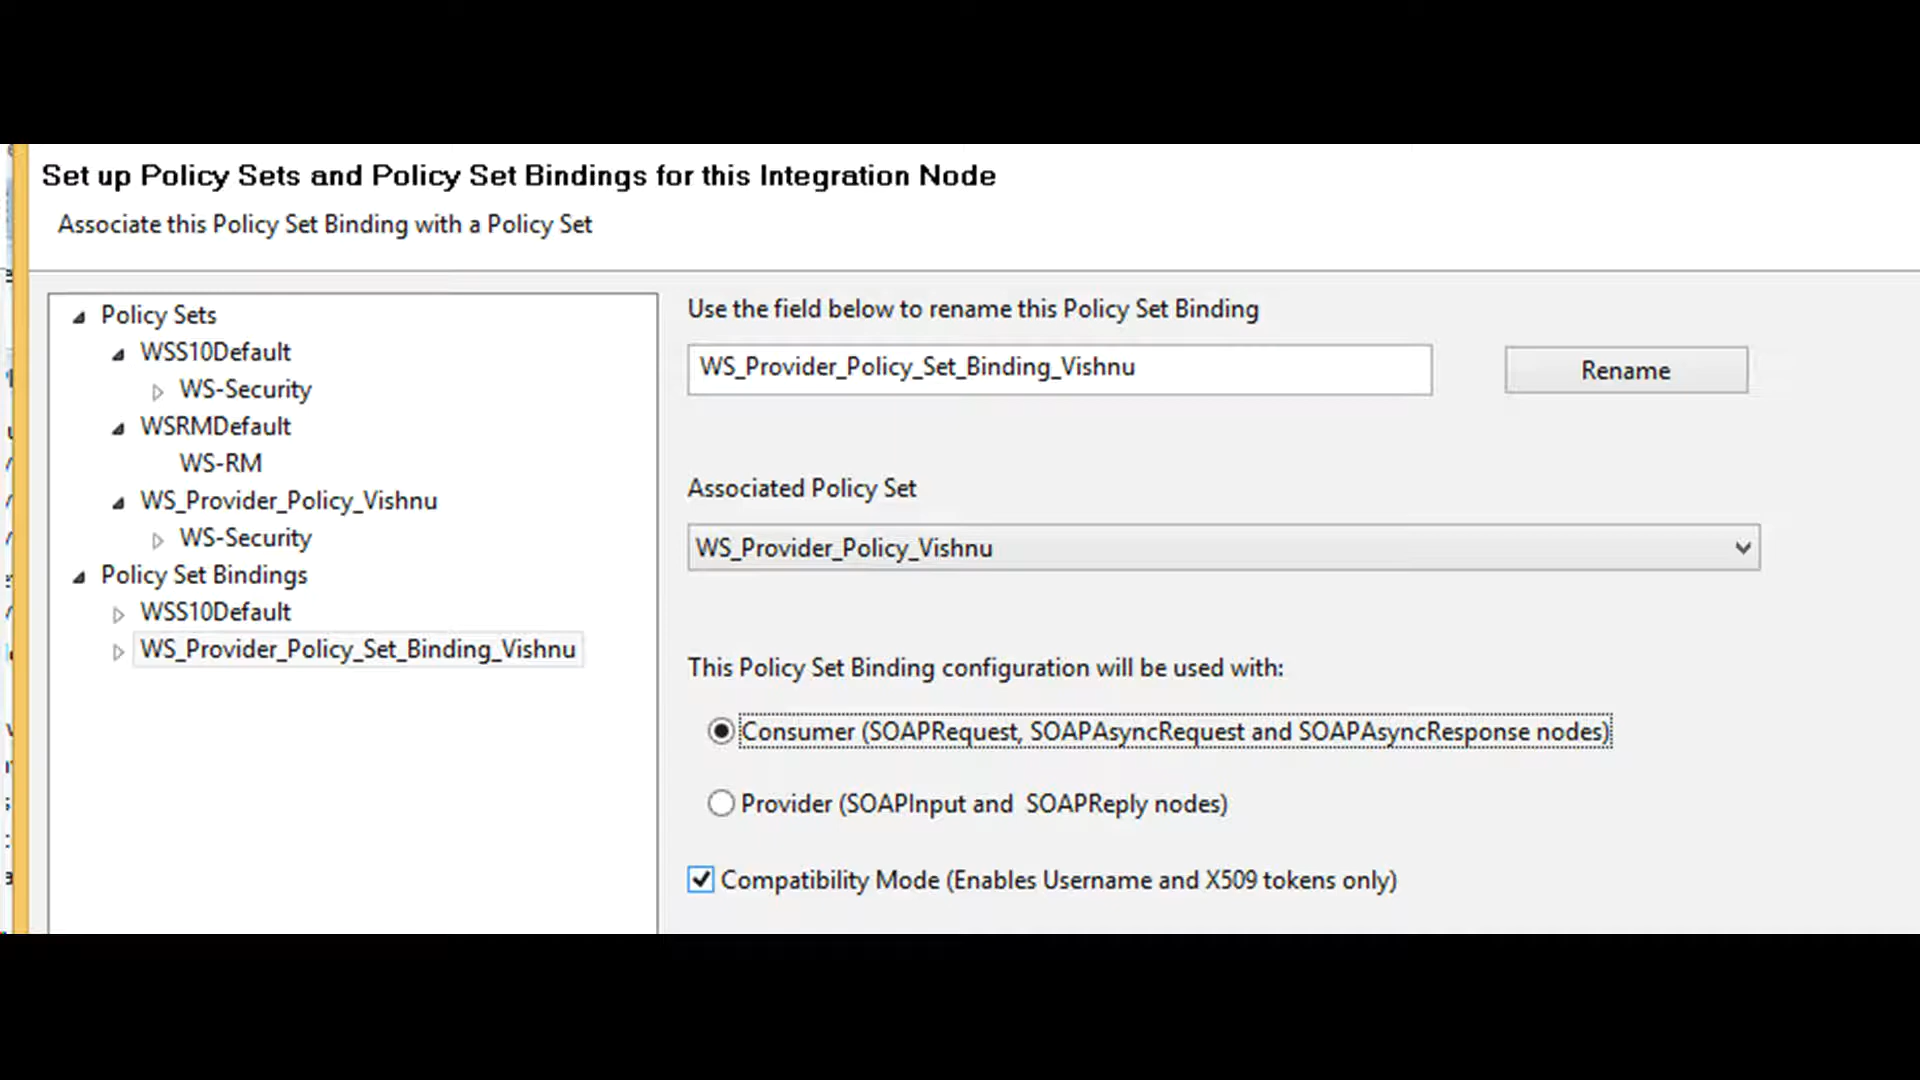 Set up Policy Sets and Policy Set Bindings for this Integration Node
Associate this Policy Set Binding with a Policy Set
Policy Sets
WSS10Default
WS-Security
WSRMDefault
WS-RM
WS_Provider_Policy_Vishnu
WS-Security
Policy Set Bindings
WSS10Default
WS_Provider_Policy_Set_Binding_Vishnu
Use the field below to rename this Policy Set Binding
WS_Provider_Policy_Set_Binding_Vishnu
Rename
Associated Policy Set
WS_Provider_Policy_Vishnu
This Policy Set Binding configuration will be used with:
Consumer (SOAPRequest, SOAPAsyncRequest and SOAPAsyncResponse nodes)
Provider (SOAPInput and  SOAPReply nodes)
Compatibility Mode (Enables Username and X509 tokens only)